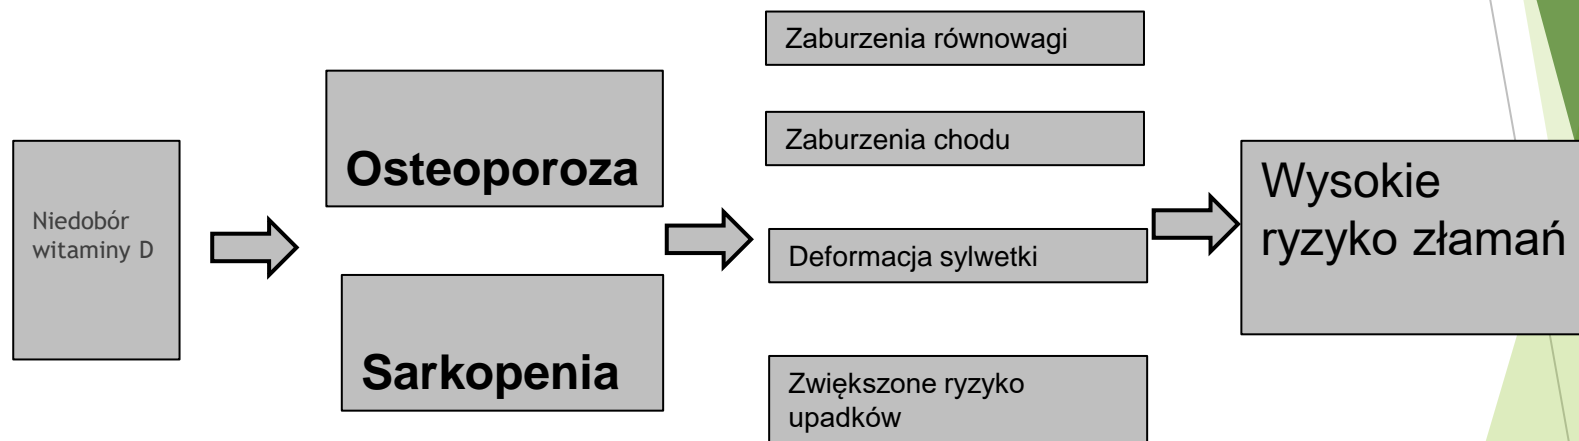 Niedobór
witaminy D
Osteoporoza
Sarkopenia
Zaburzenia równowagi
Zaburzenia chodu
Deformacja sylwetki
Zwiększone ryzyko
upadków
Wysokie
ryzyko złamań